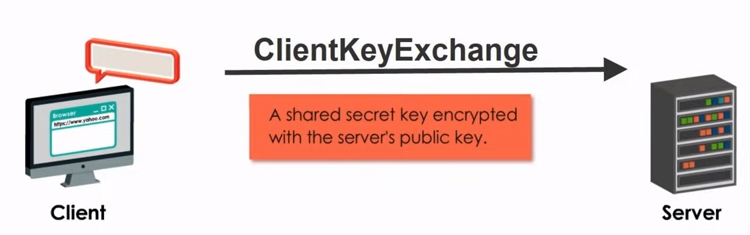 ClientKeyExchange
Browser
https://www.yahoo.com
A shared secret key encrypted
with the server's public key.
Client
Server